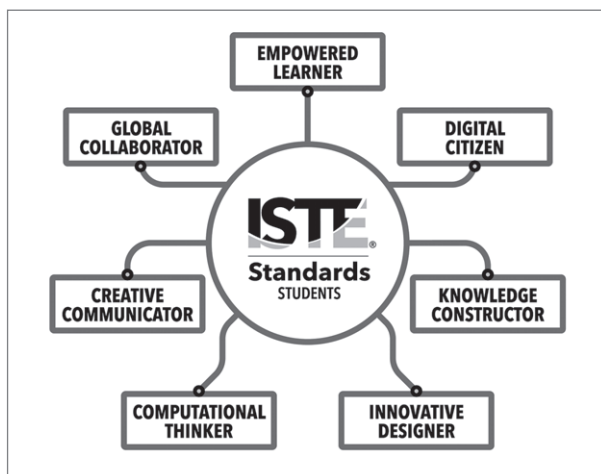 EMPOWERED
LEARNER
GLOBAL
COLLABORATOR
DIGITAL
CITIZEN
ISTE®
Standards
STUDENTS
CREATIVE
COMMUNICATOR
KNOWLEDGE
CONSTRUCTOR
COMPUTATIONAL
THINKER
INNOVATIVE
DESIGNER